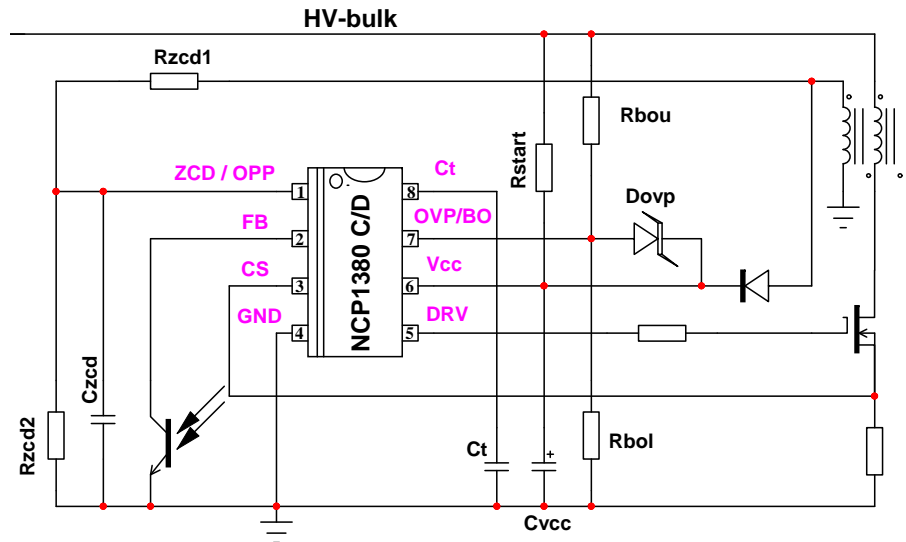 HV-bulk
Rzcd1
Rbou
Rstart
ZCD / OPP
Ct
1
8
Dovp
OVP/BO
FB
2
7
NCP1380 C/D
CS
Vcc
3
6
GND
DRV
4
5
Czcd
Rzcd2
Ct
+
Rbol
Cvcc